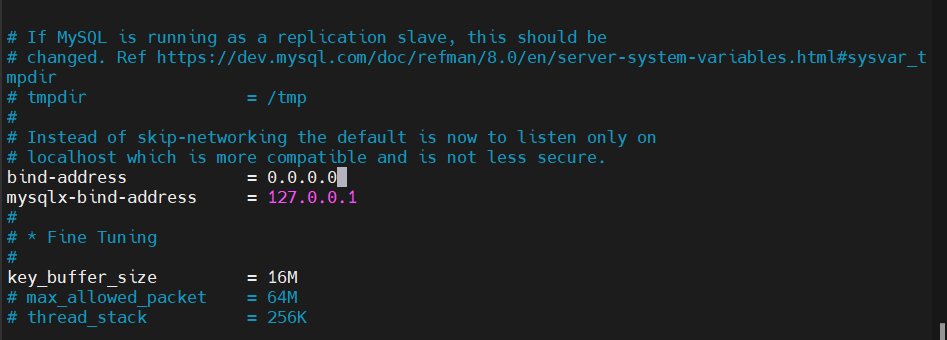 # If MySQL is running as a replication slave, this should be
# changed. Ref https://dev.mysql.com/doc/refman/8.0/en/server-system-variables.html#sysvar_t
mpdir
# tmpdir                = /tmp
#
# Instead of skip-networking the default is now to listen only on
# localhost which is more compatible and is not less secure.
bind-address            = 0.0.0.0
mysqlx-bind-address     = 127.0.0.1
#
# * Fine Tuning
#
key_buffer_size         = 16M
# max_allowed_packet    = 64M
# thread_stack          = 256K